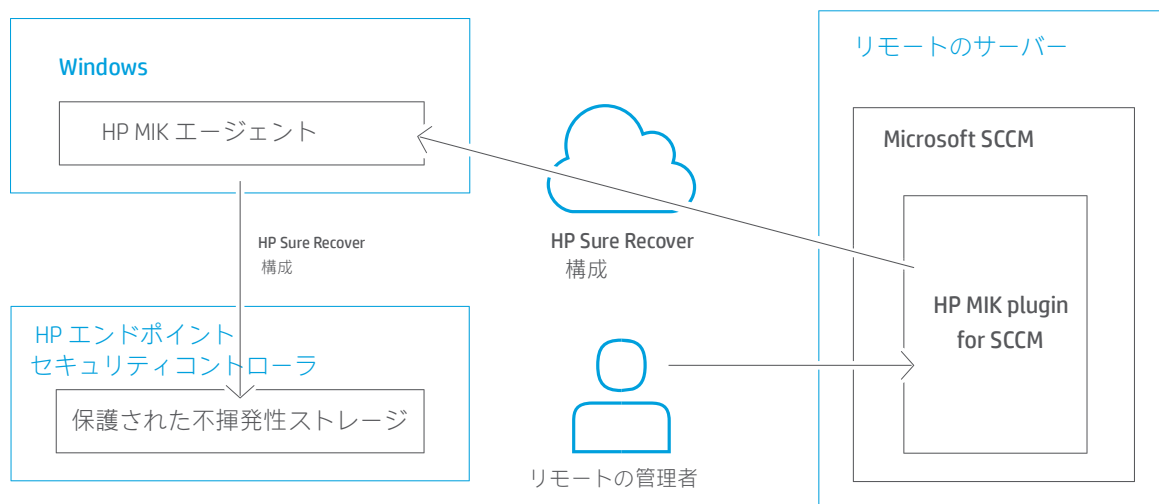 Windows
HP MIK エージェント
HP Sure Recover
構成
HP エンドポイント
セキュリティコントローラ
保護された不揮発性ストレージ
HP Sure Recover
構成
リモートの管理者
リモートのサーバー
Microsoft SCCM
HP MIK plugin
for SCCM